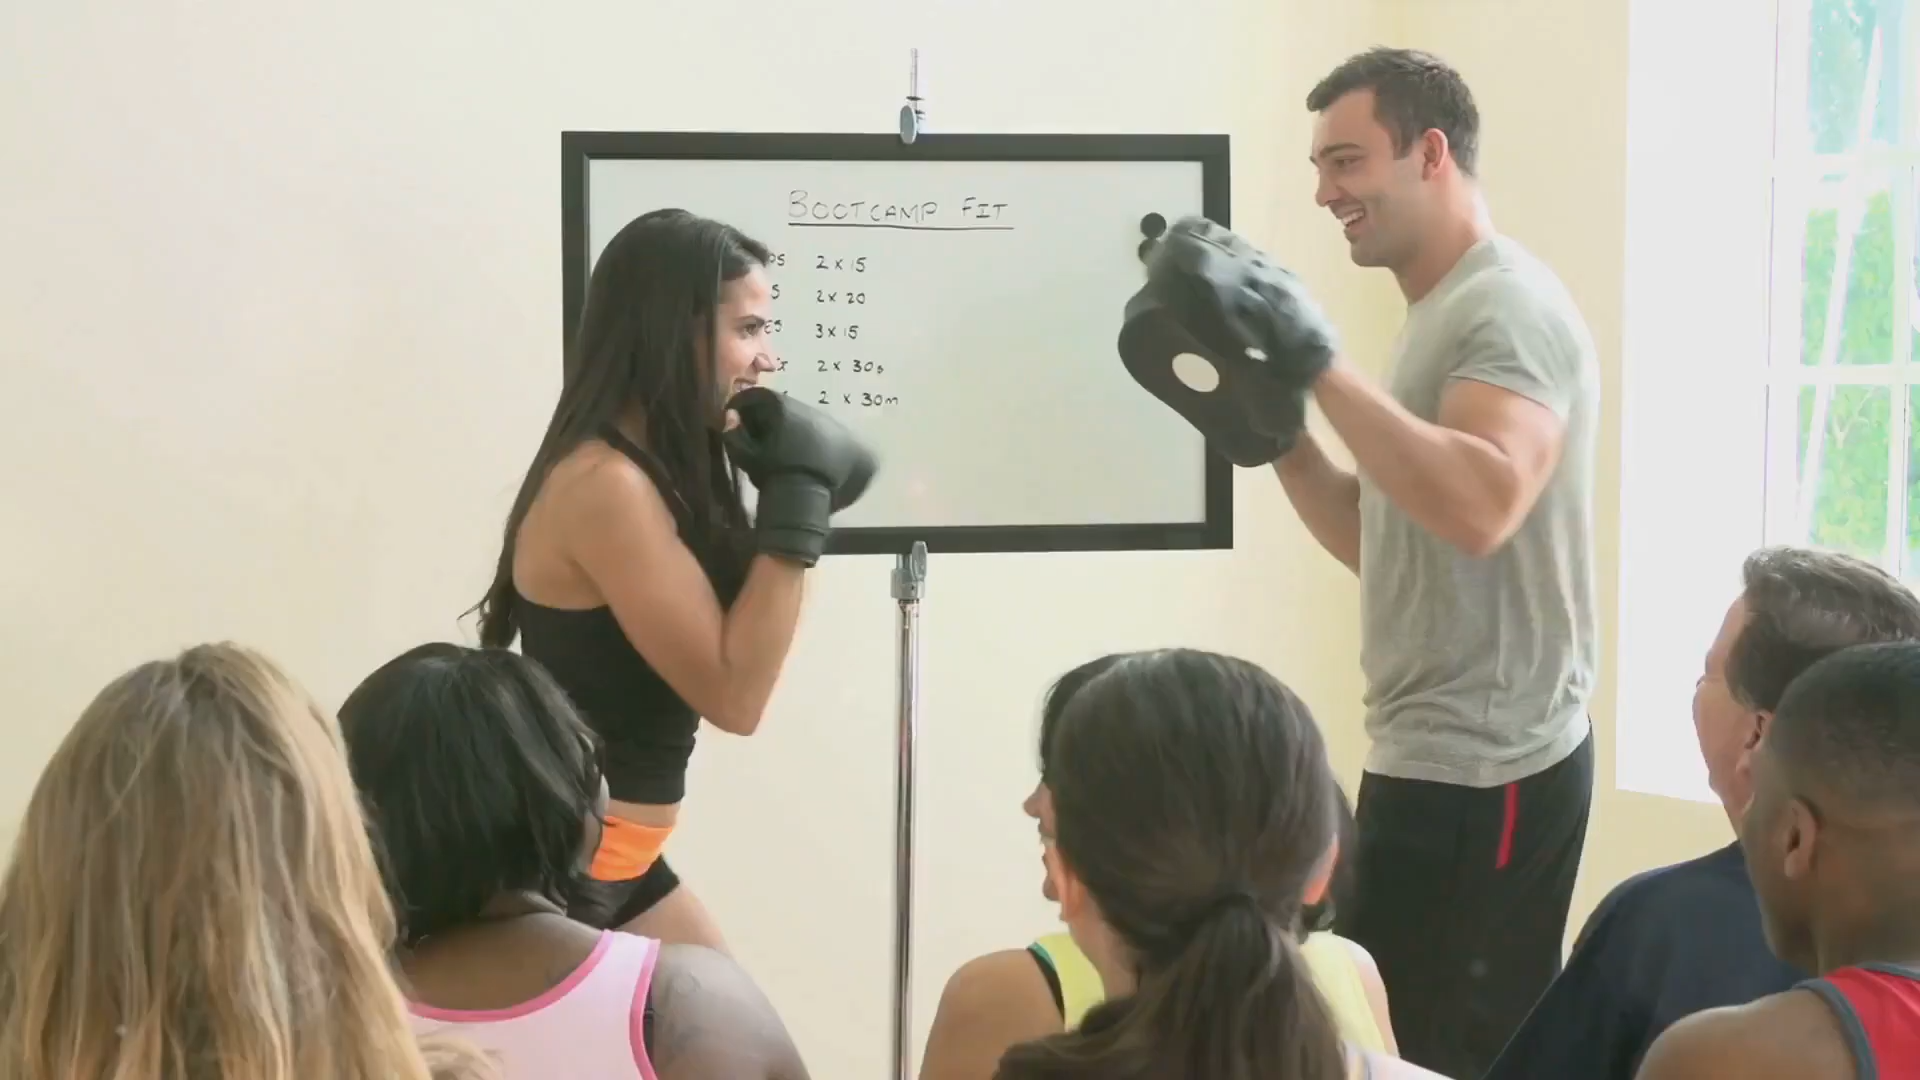 BOOTCAMP FIT
2 x 15
2 x 20
3 x 15
2 x 30s
2 x 30m